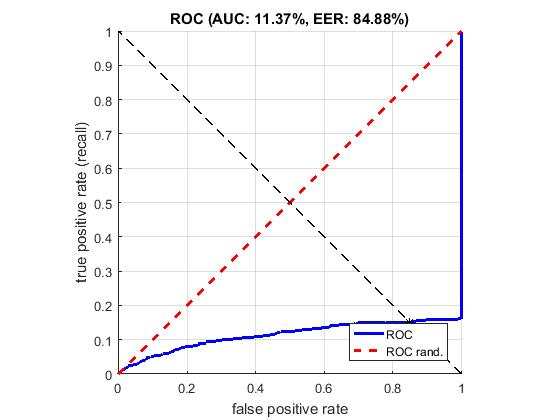 ROC (AUC: 11.37%, EER: 84.88%)
1
0.9
0.8
0.7
0.6
0.5
0.4
0.3
0.2
0.1
0
true positive rate (recall)
ROC
ROC rand.
0 0.2 0.4 0.6 0.8 1
false positive rate